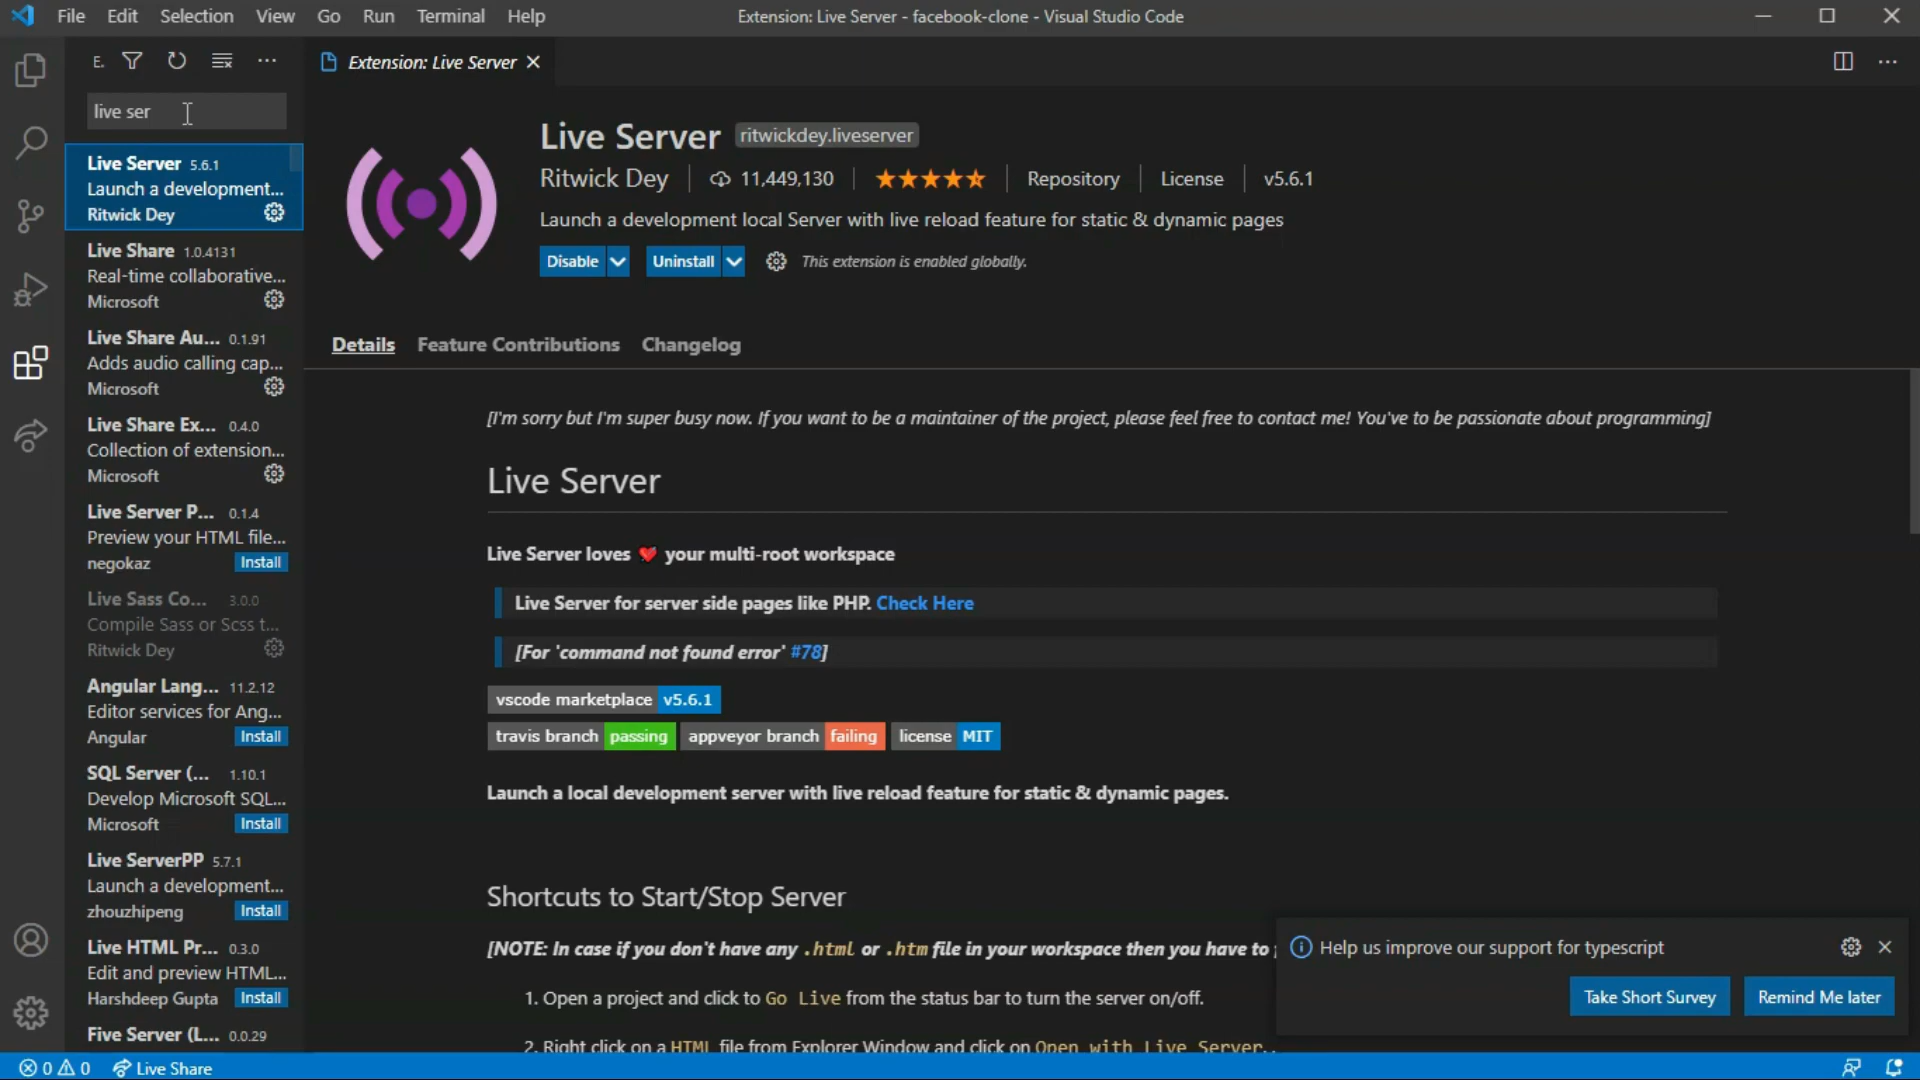 File Edit Selection View Go Run Terminal Help
Extension: Live Server - facebook-clone - Visual Studio Code
E.
Extension: Live Server
live ser
Live Server 5.6.1
Launch a development...
Ritwick Dey
Live Share 1.0.4131
Real-time collaborative...
Microsoft
Live Share Au... 0.1.91
Adds audio calling cap...
Microsoft
Live Share Ex... 0.4.0
Collection of extension...
Microsoft
Live Server P... 0.1.4
Preview your HTML file...
negokaz Install
Live Sass Co... 3.0.0
Compile Sass or Scss t...
Ritwick Dey
Angular Lang... 11.2.12
Editor services for Ang...
Angular Install
SQL Server (... 1.10.1
Develop Microsoft SQL...
Microsoft Install
Live ServerPP 5.7.1
Launch a development...
zhouzhipeng Install
Live HTML Pr... 0.3.0
Edit and preview HTML...
Harshdeep Gupta Install
Five Server (L... 0.0.29
Live Server ritwickdey.liveserver
Ritwick Dey 11,449,130 Repository License v5.6.1
Launch a development local Server with live reload feature for static & dynamic pages
Disable Uninstall This extension is enabled globally.
Details Feature Contributions Changelog
[I'm sorry but I'm super busy now. If you want to be a maintainer of the project, please feel free to contact me! You've to be passionate about programming]
Live Server
Live Server loves your multi-root workspace
Live Server for server side pages like PHP. Check Here
[For 'command not found error' #78]
vscode marketplace v5.6.1
travis branch passing appveyor branch failing license MIT
Launch a local development server with live reload feature for static & dynamic pages.
Shortcuts to Start/Stop Server
[NOTE: In case if you don't have any .html or .htm file in your workspace then you have to
1. Open a project and click to Go Live from the status bar to turn the server on/off.
2. Right click on a HTML file from Explorer Window and click on Open with Live Server..
Help us improve our support for typescript
Take Short Survey Remind Me later
0 0 Live Share